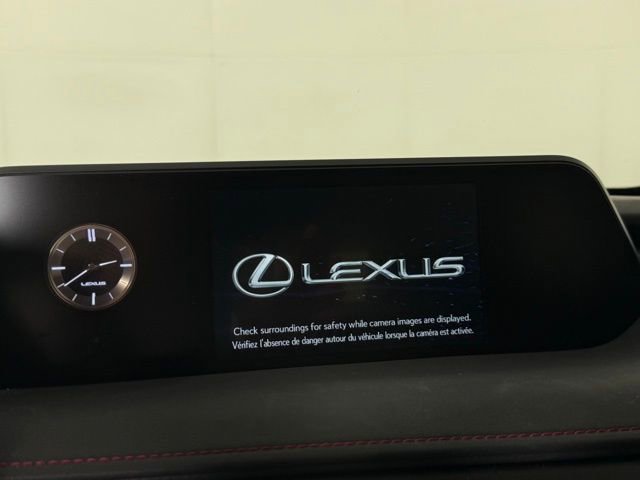 LEXUS
LEXUS
Check surroundings for safety while camera images are displayed.
Vérifiez l'absence de danger autour du véhicule lorsque la caméra est activée.